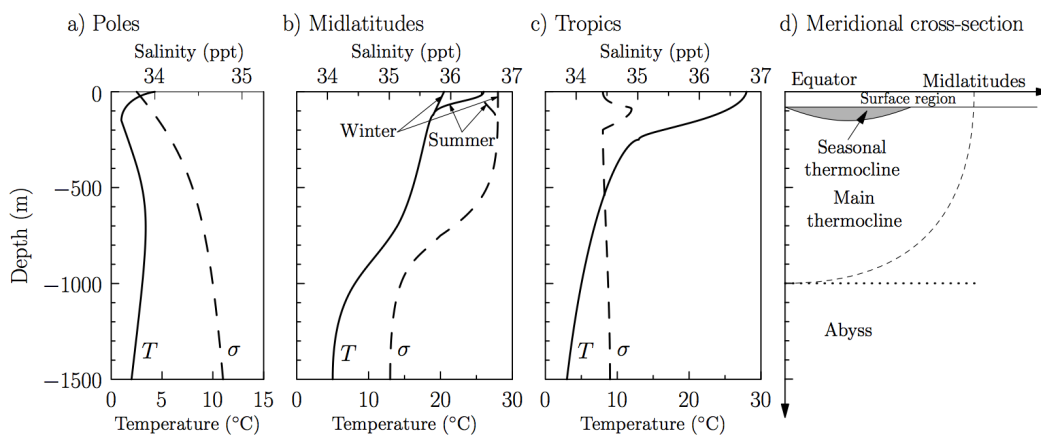 a) Poles
b) Midlatitudes
c) Tropics
d) Meridional cross-section
Salinity (ppt)
Salinity (ppt)
Salinity (ppt)
34 35
34 35 36 37
34 35 36 37
Equator
Midlatitudes
Surface region
Seasonal
thermocline
Main
thermocline
Abyss
Winter
Summer
Depth (m)
0
−500
−1000
−1500
T σ
T σ
T σ
0 5 10 15
0 10 20 30
0 10 20 30
Temperature (°C)
Temperature (°C)
Temperature (°C)